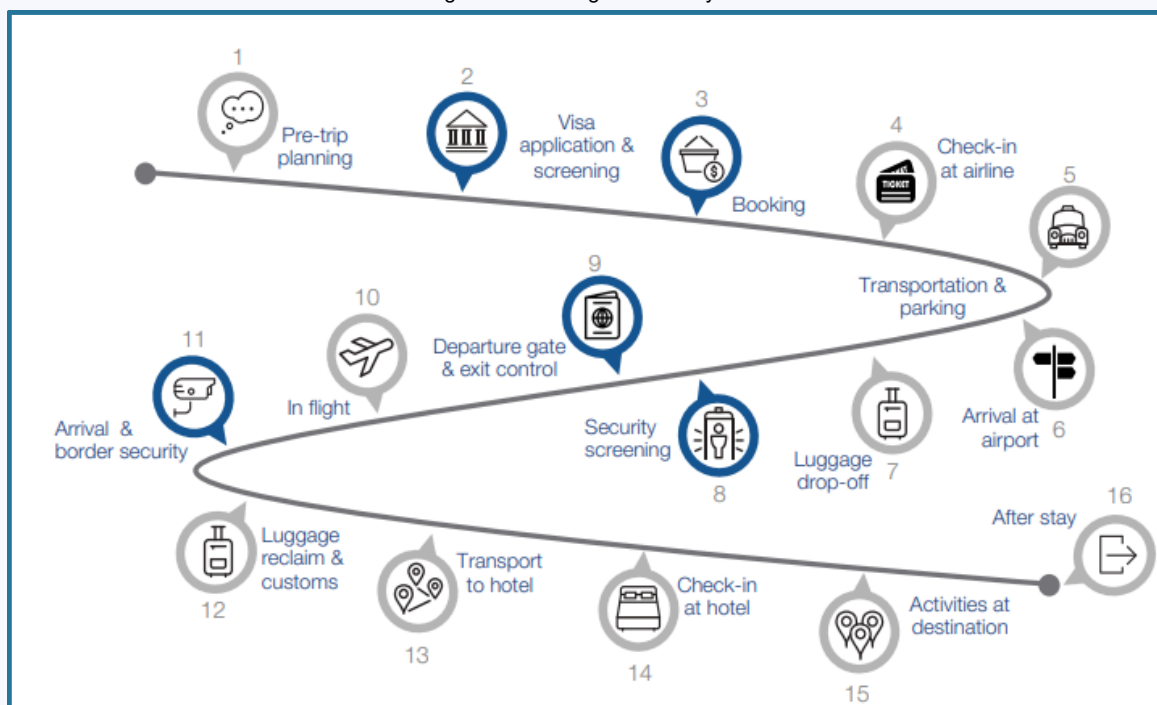 1
Pre-trip
planning
2
Visa
application &
screening
3
Booking
$
4
Check-in
at airline
TICKET
5
Transportation &
parking
6
Arrival at
airport
7
Luggage
drop-off
8
Security
screening
9
Departure gate
& exit control
10
In flight
11
Arrival &
border security
12
Luggage
reclaim &
customs
13
Transport
to hotel
14
Check-in
at hotel
15
Activities at
destination
16
After stay